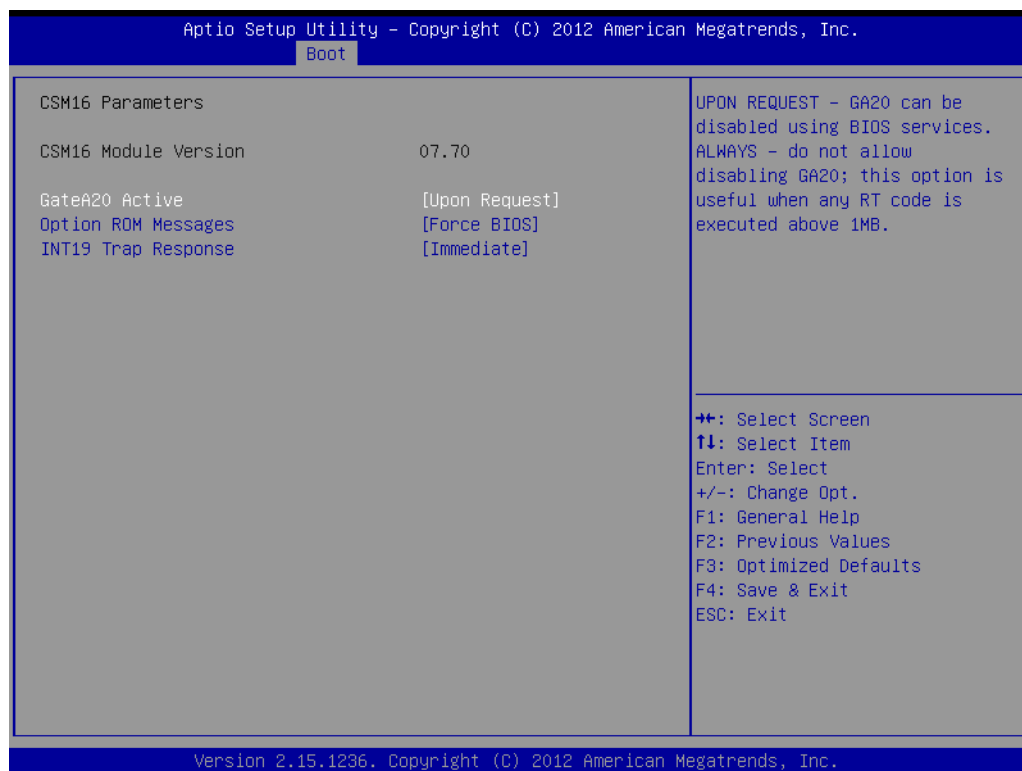 Aptio Setup Utility – Copyright (C) 2012 American Megatrends, Inc.
Boot
CSM16 Parameters
CSM16 Module Version 07.70
GateA20 Active [Upon Request]
Option ROM Messages [Force BIOS]
INT19 Trap Response [Immediate]
UPON REQUEST – GA20 can be
disabled using BIOS services.
ALWAYS – do not allow
disabling GA20; this option is
useful when any RT code is
executed above 1MB.
→←: Select Screen
↑↓: Select Item
Enter: Select
+/-: Change Opt.
F1: General Help
F2: Previous Values
F3: Optimized Defaults
F4: Save & Exit
ESC: Exit
Version 2.15.1236. Copyright (C) 2012 American Megatrends, Inc.